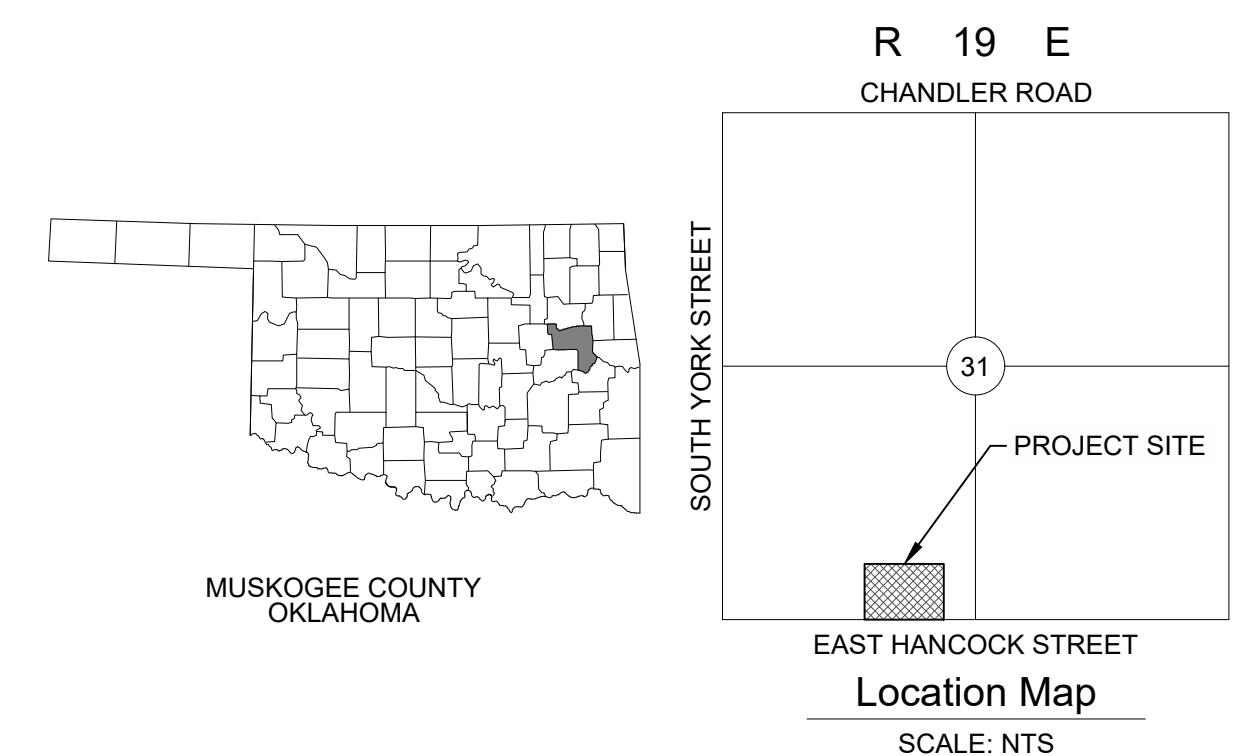 R 19 E
CHANDLER ROAD
SOUTH YORK STREET
31
PROJECT SITE
MUSKOGEE COUNTY
OKLAHOMA
EAST HANCOCK STREET
Location Map
SCALE: NTS